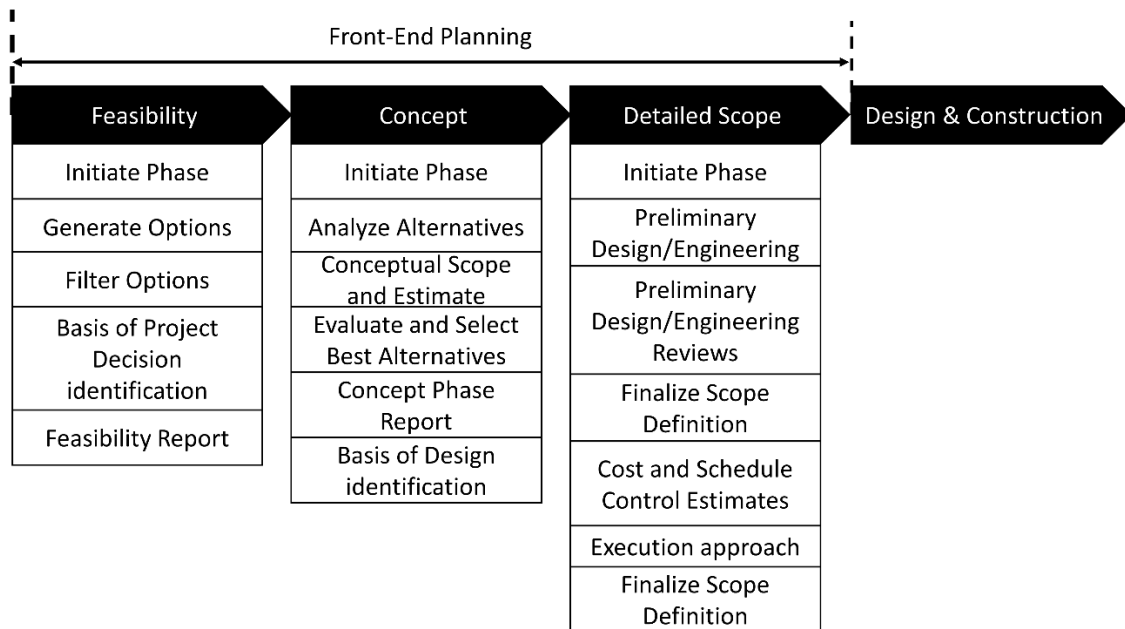 Front-End Planning
Feasibility
Concept
Detailed Scope
Design & Construction
Initiate Phase
Generate Options
Filter Options
Basis of Project
Decision
identification
Feasibility Report
Initiate Phase
Analyze Alternatives
Conceptual Scope
and Estimate
Evaluate and Select
Best Alternatives
Concept Phase
Report
Basis of Design
identification
Initiate Phase
Preliminary
Design/Engineering
Preliminary
Design/Engineering
Reviews
Finalize Scope
Definition
Cost and Schedule
Control Estimates
Execution approach
Finalize Scope
Definition